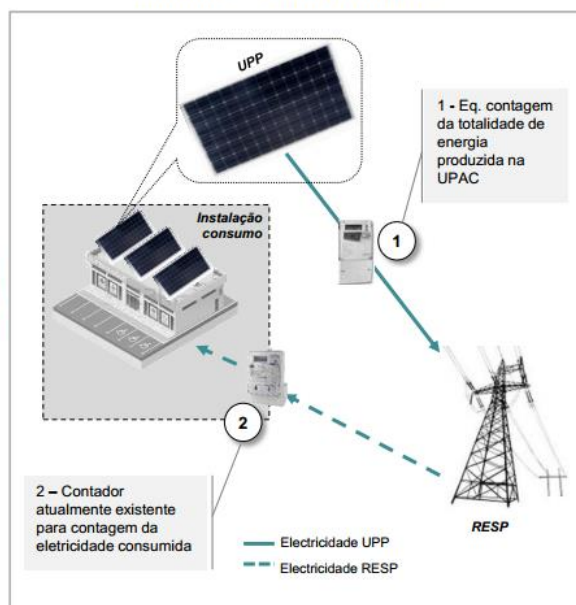 UPP
1 - Eq. contagem
da totalidade de
energia
produzida na
UPAC
Instalação
consumo
1
2
2 – Contador
atualmente existente
para contagem da
eletricidade consumida
RESP
Electricidade UPP
Electricidade RESP